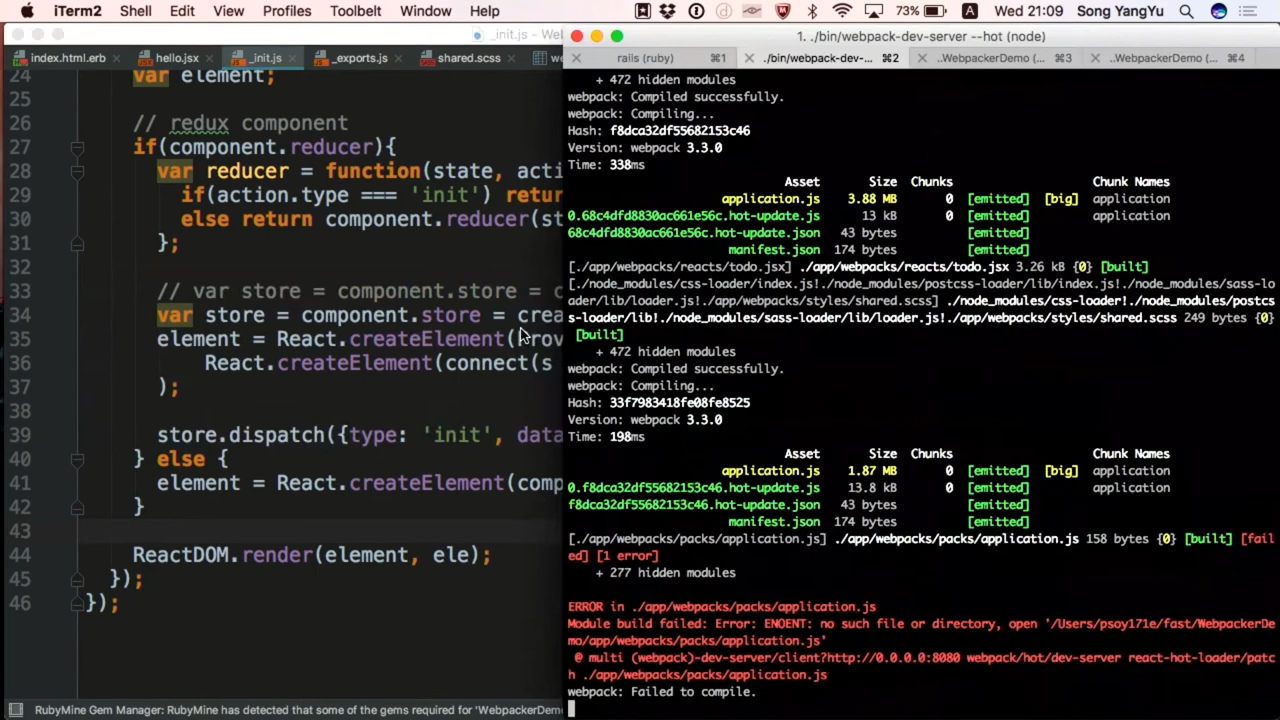 iTerm2 Shell Edit View Profiles Toolbelt Window Help 73% A Wed 21:09 Song YangYu
_init.js - We
1. ./bin/webpack-dev-server --hot (node)
index.html.erb hello.jsx _init.js _exports.js shared.scss we
rails (ruby) ⌘1 ./bin/webpack-dev-... ⌘2 ..WebpackerDemo (... ⌘3 ..WebpackerDemo (... ⌘4
24 var element;
25
26 // redux component
27 if(component.reducer){
28 var reducer = function(state, acti
29 if(action.type === 'init') retur
30 else return component.reducer(st
31 };
32
33 // var store = component.store = c
34 var store = component.store = crea
35 element = React.createElement(Prov
36 React.createElement(connect(s
37 );
38
39 store.dispatch({type: 'init', data
40 } else {
41 element = React.createElement(comp
42 }
43
44 ReactDOM.render(element, ele);
45 });
46 });
RubyMine Gem Manager: RubyMine has detected that some of the gems required for 'WebpackerDemo
+ 472 hidden modules
webpack: Compiled successfully.
webpack: Compiling...
Hash: f8dca32df55682153c46
Version: webpack 3.3.0
Time: 338ms
Asset Size Chunks Chunk Names
application.js 3.88 MB 0 [emitted] [big] application
0.68c4dfd8830ac661e56c.hot-update.js 13 kB 0 [emitted] application
68c4dfd8830ac661e56c.hot-update.json 43 bytes [emitted]
manifest.json 174 bytes [emitted]
[./app/webpacks/reacts/todo.jsx] ./app/webpacks/reacts/todo.jsx 3.26 kB {0} [built]
[./node_modules/css-loader/index.js!./node_modules/postcss-loader/lib/index.js!./node_modules/sass-lo
ader/lib/loader.js!./app/webpacks/styles/shared.scss] ./node_modules/css-loader!./node_modules/postcs
s-loader/lib!./node_modules/sass-loader/lib/loader.js!./app/webpacks/styles/shared.scss 249 bytes {0}
[built]
+ 472 hidden modules
webpack: Compiled successfully.
webpack: Compiling...
Hash: 33f7983418fe08fe8525
Version: webpack 3.3.0
Time: 198ms
Asset Size Chunks Chunk Names
application.js 1.87 MB 0 [emitted] [big] application
0.f8dca32df55682153c46.hot-update.js 13.8 kB 0 [emitted] application
f8dca32df55682153c46.hot-update.json 43 bytes [emitted]
manifest.json 174 bytes [emitted]
[./app/webpacks/packs/application.js] ./app/webpacks/packs/application.js 158 bytes {0} [built] [fail
ed] [1 error]
+ 277 hidden modules
ERROR in ./app/webpacks/packs/application.js
Module build failed: Error: ENOENT: no such file or directory, open '/Users/psoy171e/fast/WebpackerDe
mo/app/webpacks/packs/application.js'
@ multi (webpack)-dev-server/client?http://0.0.0.0:8080 webpack/hot/dev-server react-hot-loader/patc
h ./app/webpacks/packs/application.js
webpack: Failed to compile.